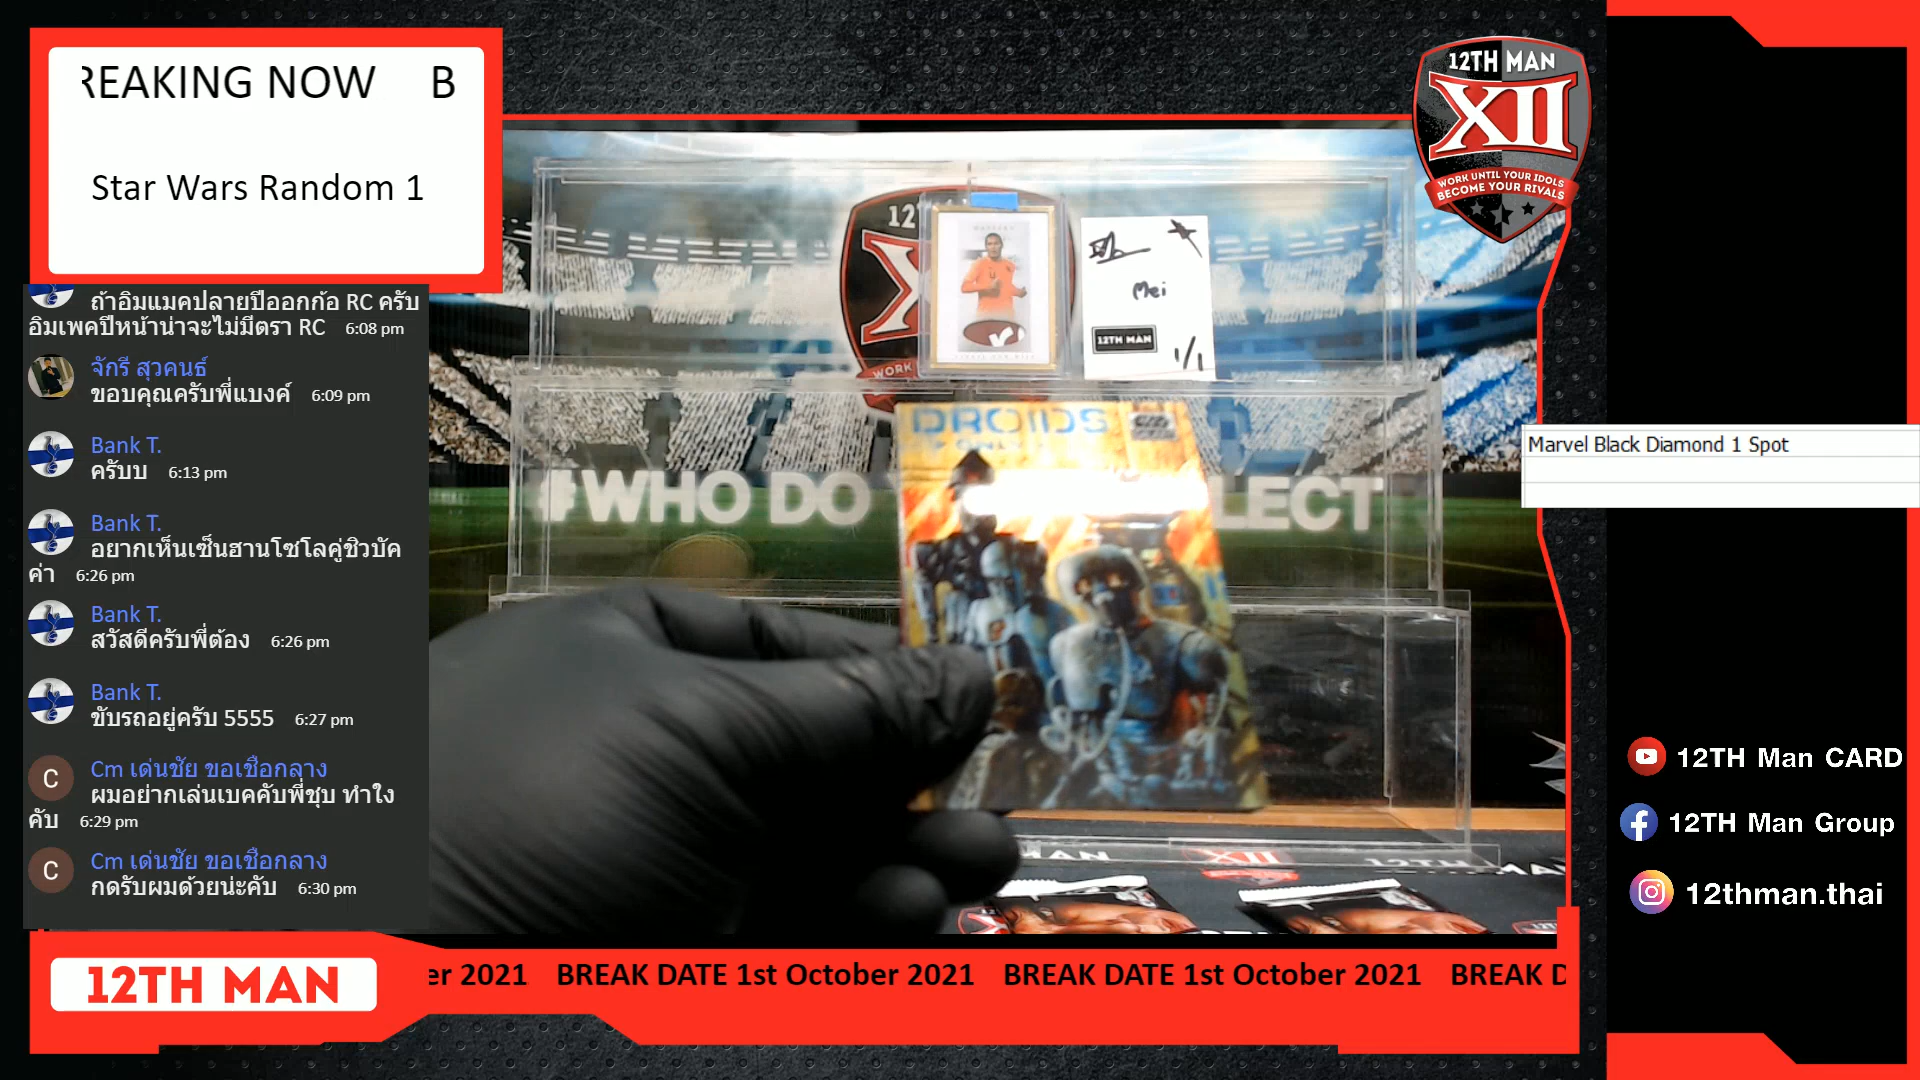 REAKING NOW B
Star Wars Random 1
ถ้าอิมแมคปลายปีออกก้อ RC ครับ
อิมเพคปีหน้าน่าจะไม่มีตรา RC 6:08 pm
จักรี สุวคนธ์
ขอบคุณครับพี่แบงค์ 6:09 pm
Bank T.
ครับบ 6:13 pm
Bank T.
อยากเห็นเซ็นฮานโซโลคู่ชิวบัค
ค่า 6:26 pm
Bank T.
สวัสดีครับพี่ต้อง 6:26 pm
Bank T.
ขับรถอยู่ครับ 5555 6:27 pm
C
Cm เด่นชัย ขอเชือกลาง
ผมอย่ากเล่นเบคคับพี่ชุบ ทำใง
คับ 6:29 pm
C
Cm เด่นชัย ขอเชือกลาง
กดรับผมด้วยน่ะคับ 6:30 pm
12TH MAN
XII
WORK UNTIL YOUR IDOLS
BECOME YOUR RIVALS
12
WORK
Mei
12TH MAN
1/1
DROIDS
#WHO DO
LECT
Marvel Black Diamond 1 Spot
12TH Man CARD
12TH Man Group
12thman.thai
MAN
XII
12TH MAN
12TH MAN
er 2021 BREAK DATE 1st October 2021 BREAK DATE 1st October 2021 BREAK D